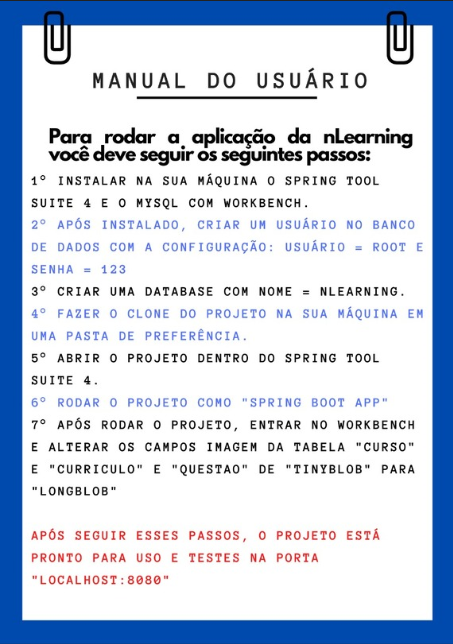 MANUAL DO USUÁRIO
Para rodar a aplicação da nLearning
você deve seguir os seguintes passos:
1° INSTALAR NA SUA MÁQUINA O SPRING TOOL
SUITE 4 E O MYSQL COM WORKBENCH.
2° APÓS INSTALADO, CRIAR UM USUÁRIO NO BANCO
DE DADOS COM A CONFIGURAÇÃO: USUÁRIO = ROOT E
SENHA = 123
3° CRIAR UMA DATABASE COM NOME = NLEARNING.
4° FAZER O CLONE DO PROJETO NA SUA MÁQUINA EM
UMA PASTA DE PREFERÊNCIA.
5° ABRIR O PROJETO DENTRO DO SPRING TOOL
SUITE 4.
6° RODAR O PROJETO COMO "SPRING BOOT APP"
7° APÓS RODAR O PROJETO, ENTRAR NO WORKBENCH
E ALTERAR OS CAMPOS IMAGEM DA TABELA "CURSO"
E "CURRICULO" E "QUESTAO" DE "TINYBLOB" PARA
"LONGBLOB"
APÓS SEGUIR ESSES PASSOS, O PROJETO ESTÁ
PRONTO PARA USO E TESTES NA PORTA
"LOCALHOST:8080"